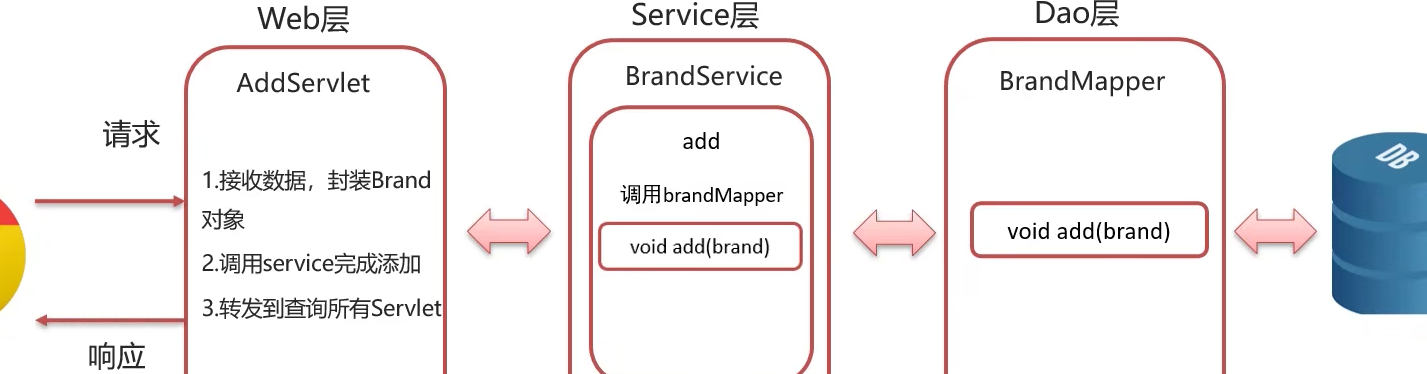 Web层
Service层
Dao层
AddServlet
BrandService
BrandMapper
请求
1.接收数据，封装Brand
对象
2.调用service完成添加
3.转发到查询所有Servlet
响应
add
调用brandMapper
void add(brand)
void add(brand)
DB